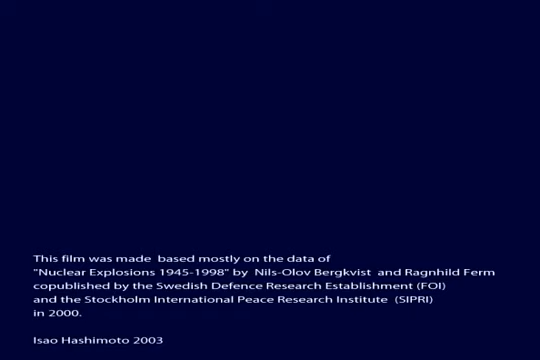 This film was made  based mostly on the data of
"Nuclear Explosions 1945-1998" by  Nils-Olov Bergkvist  and Ragnhild Ferm
copublished by the Swedish Defence Research Establishment (FOI)
and the Stockholm International Peace Research Institute  (SIPRI)
in 2000.
Isao Hashimoto 2003